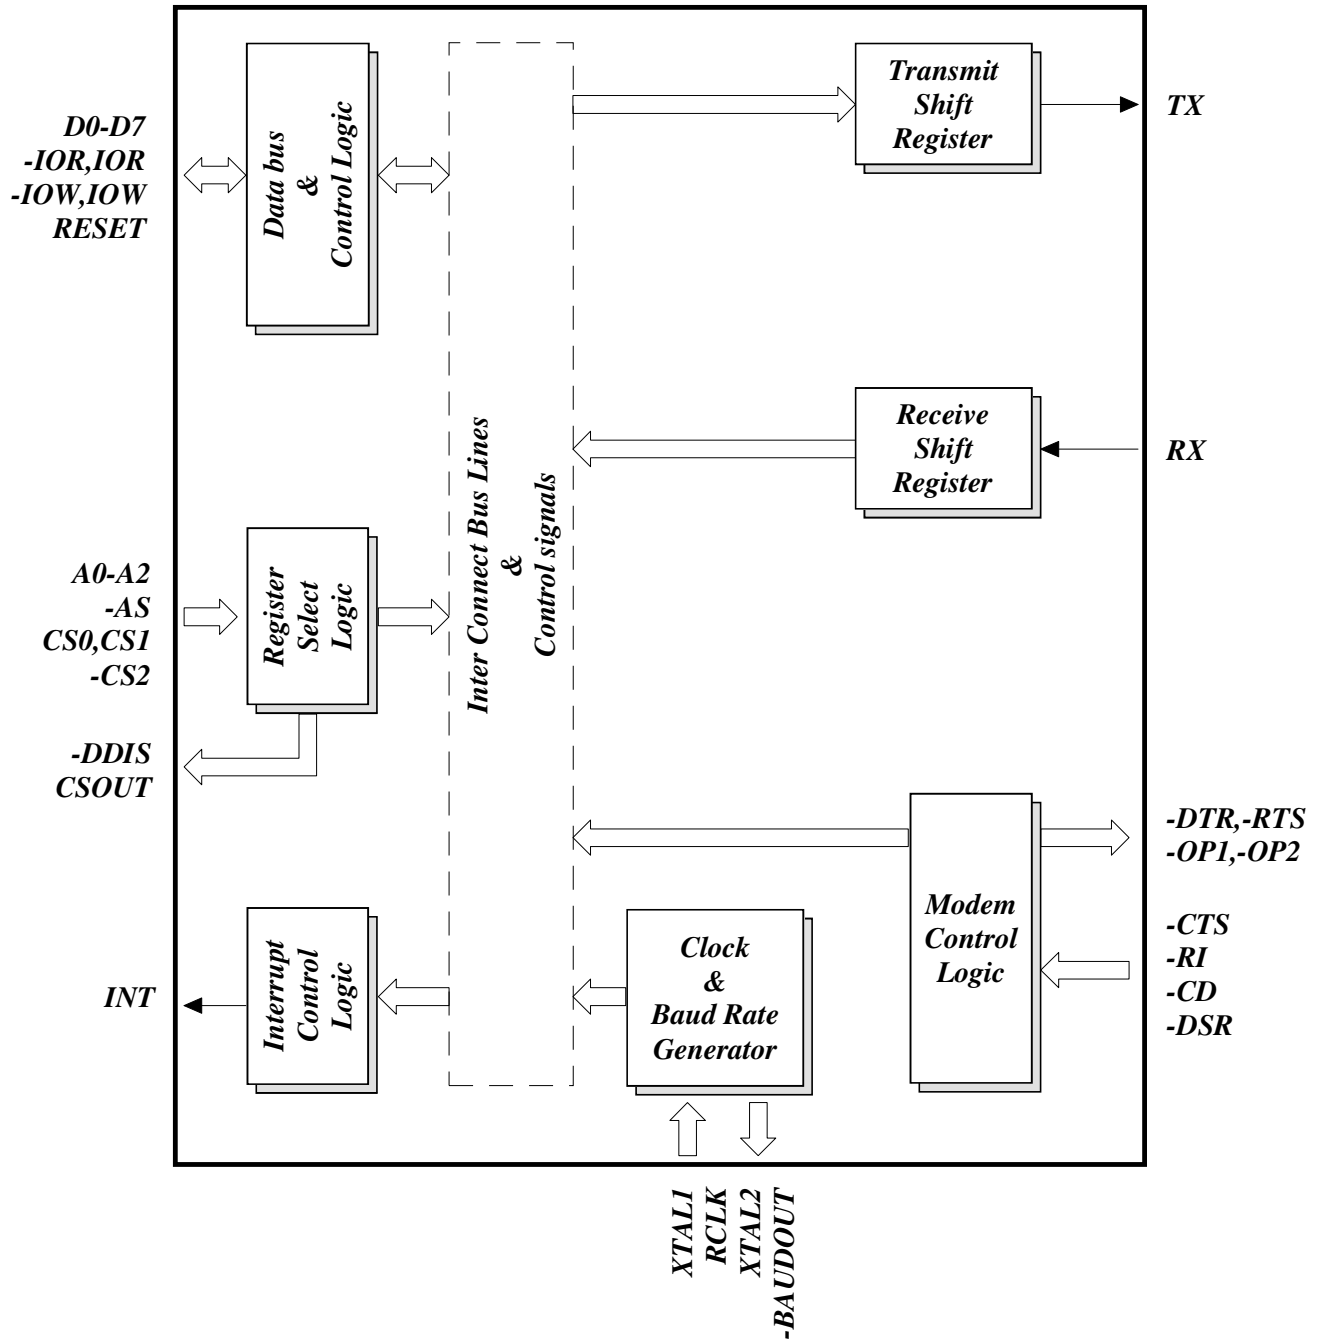 D0-D7
-IOR,IOR
-IOW,IOW
RESET
Data bus
&
Control Logic
Transmit
Shift
Register
TX
Receive
Shift
Register
RX
Inter Connect Bus Lines
&
Control signals
A0-A2
-AS
CS0,CS1
-CS2
Register
Select
Logic
-DDIS
CSOUT
-DTR,-RTS
-OP1,-OP2
Modem
Control
Logic
-CTS
-RI
-CD
-DSR
INT
Interrupt
Control
Logic
Clock
&
Baud Rate
Generator
XTAL1
RCLK
XTAL2
-BAUDOUT